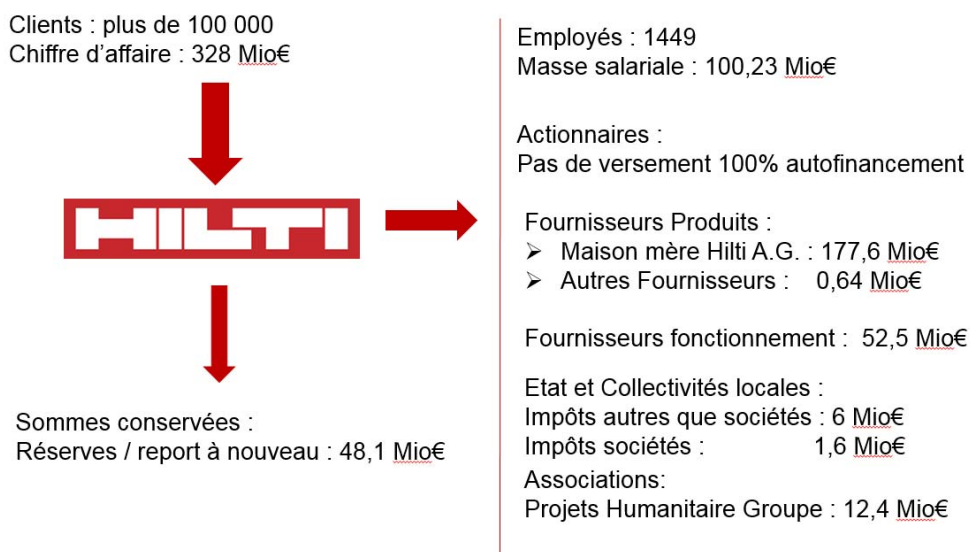 Clients : plus de 100 000
Chiffre d’affaire : 328 Mio€
HILTI
Sommes conservées :
Réserves / report à nouveau : 48,1 Mio€
Employés : 1449
Masse salariale : 100,23 Mio€
Actionnaires :
Pas de versement 100% autofinancement
Fournisseurs Produits :
➢ Maison mère Hilti A.G. : 177,6 Mio€
➢ Autres Fournisseurs : 0,64 Mio€
Fournisseurs fonctionnement : 52,5 Mio€
Etat et Collectivités locales :
Impôts autres que sociétés : 6 Mio€
Impôts sociétés : 1,6 Mio€
Associations:
Projets Humanitaire Groupe : 12,4 Mio€